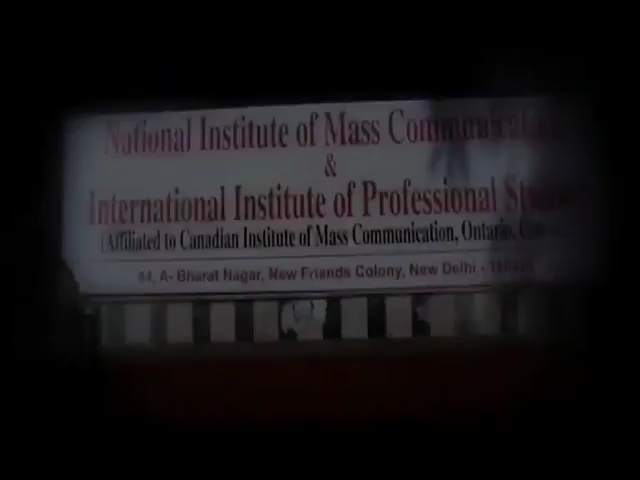 National Institute of Mass Communication
&
International Institute of Professional
(Affiliated to Canadian Institute of Mass Communication, Ontario,
A- Bharat Nagar, New Friends Colony, New Delhi -